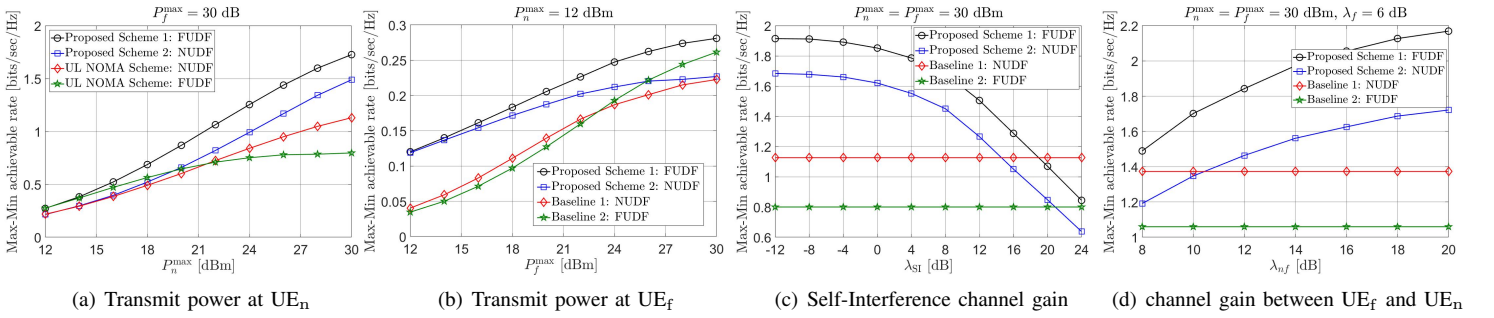 P_f^max = 30 dB
Max-Min achievable rate [bits/sec/Hz]
Proposed Scheme 1: FUDF
Proposed Scheme 2: NUDF
UL NOMA Scheme: NUDF
UL NOMA Scheme: FUDF
2
1.5
1
0.5
0
12 15 18 21 24 27 30
P_n^max [dBm]
(a) Transmit power at UE_n
P_n^max = 12 dBm
Max-Min achievable rate [bits/sec/Hz]
0.3
0.25
0.2
0.15
0.1
0.05
0
Proposed Scheme 1: FUDF
Proposed Scheme 2: NUDF
Baseline 1: NUDF
Baseline 2: FUDF
12 15 18 21 24 27 30
P_f^max [dBm]
(b) Transmit power at UE_f
P_n^max = P_f^max = 30 dBm
Max-Min achievable rate [bits/sec/Hz]
Proposed Scheme 1: FUDF
Proposed Scheme 2: NUDF
Baseline 1: NUDF
Baseline 2: FUDF
2
1.8
1.6
1.4
1.2
1
0.8
0.6
-12 -8 -4 0 4 8 12 16 20 24
λ_SI [dB]
(c) Self-Interference channel gain
P_n^max = P_f^max = 30 dBm, λ_f = 6 dB
Max-Min achievable rate [bits/sec/Hz]
2.2
2
1.8
1.6
1.4
1.2
1
Proposed Scheme 1: FUDF
Proposed Scheme 2: NUDF
Baseline 1: NUDF
Baseline 2: FUDF
8 10 12 14 16 18 20
λ_nf [dB]
(d) channel gain between UE_f and UE_n